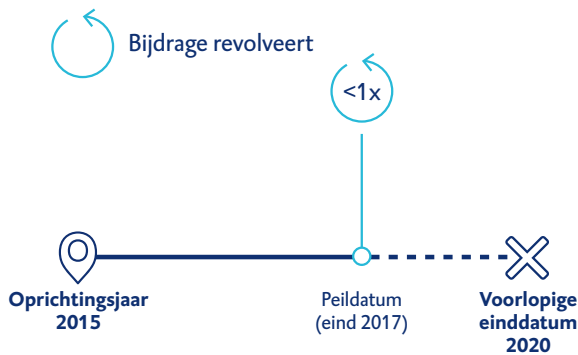 Bijdrage revolveert
<1x
Oprichtingsjaar
2015
Peildatum
(eind 2017)
Voorlopige
einddatum
2020